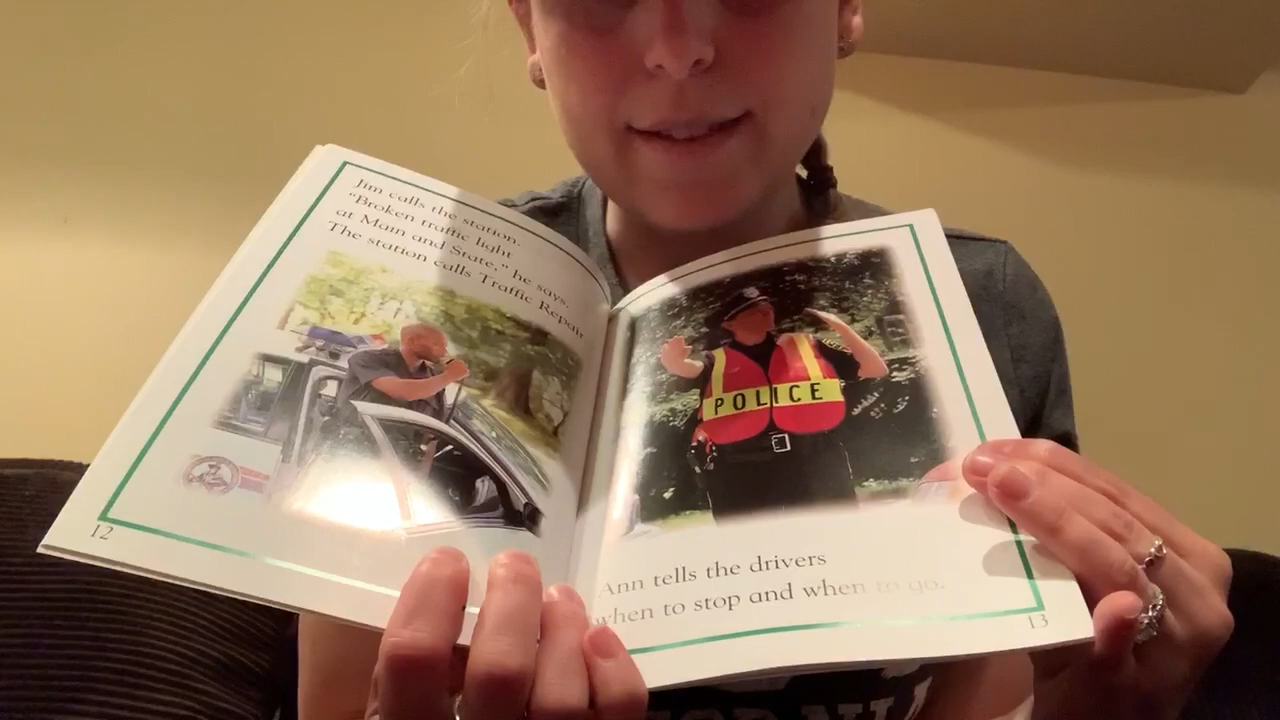 Jim calls the station.
"Broken traffic light
at Main and State," he says.
The station calls Traffic Repair
POLICE
12
Ann tells the drivers
when to stop and when to go.
13